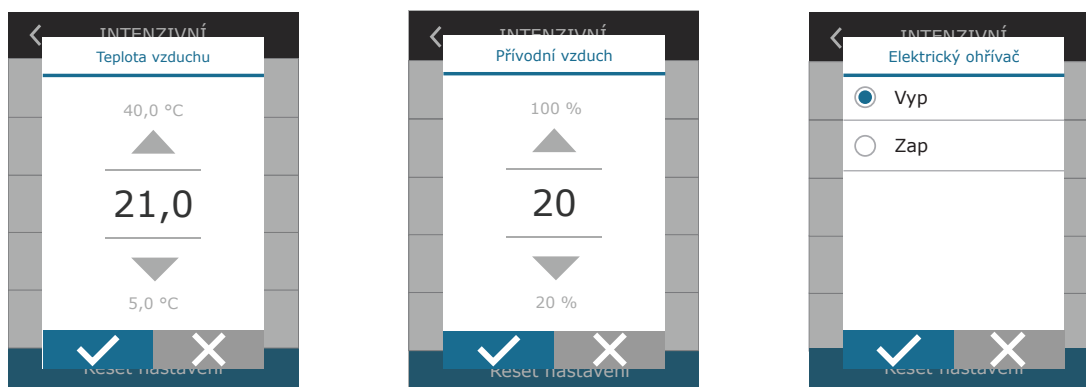 INTENZIVNÍ
Teplota vzduchu
40,0 °C
21,0
5,0 °C
Reset nastavení
INTENZIVNÍ
Přívodní vzduch
100 %
20
20 %
Reset nastavení
INTENZIVNÍ
Elektrický ohřívač
Vyp
Zap
Reset nastavení